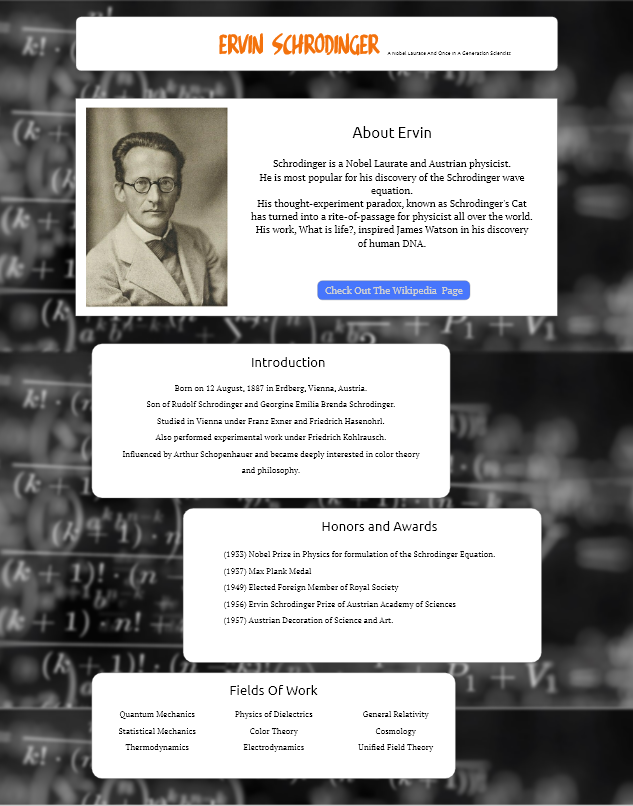 ERVIN SCHRODINGER A Nobel Laurate And Once In A Generation Scientist
About Ervin
Schrodinger is a Nobel Laurate and Austrian physicist.
He is most popular for his discovery of the Schrodinger wave
equation.
His thought-experiment paradox, known as Schrodinger's Cat
has turned into a rite-of-passage for physicist all over the world.
His work, What is life?, inspired James Watson in his discovery
of human DNA.
Check Out The Wikipedia Page
Introduction
Born on 12 August, 1887 in Erdberg, Vienna, Austria.
Son of Rudolf Schrodinger and Georgine Emilia Brenda Schrodinger.
Studied in Vienna under Franz Exner and Friedrich Hasenohrl.
Also performed experimental work under Friedrich Kohlrausch.
Influenced by Arthur Schopenhauer and became deeply interested in color theory
and philosophy.
Honors and Awards
(1933) Nobel Prize in Physics for formulation of the Schrodinger Equation.
(1937) Max Plank Medal
(1949) Elected Foreign Member of Royal Society
(1956) Ervin Schrodinger Prize of Austrian Academy of Sciences
(1957) Austrian Decoration of Science and Art.
Fields Of Work
Quantum Mechanics Physics of Dielectrics General Relativity
Statistical Mechanics Color Theory Cosmology
Thermodynamics Electrodynamics Unified Field Theory